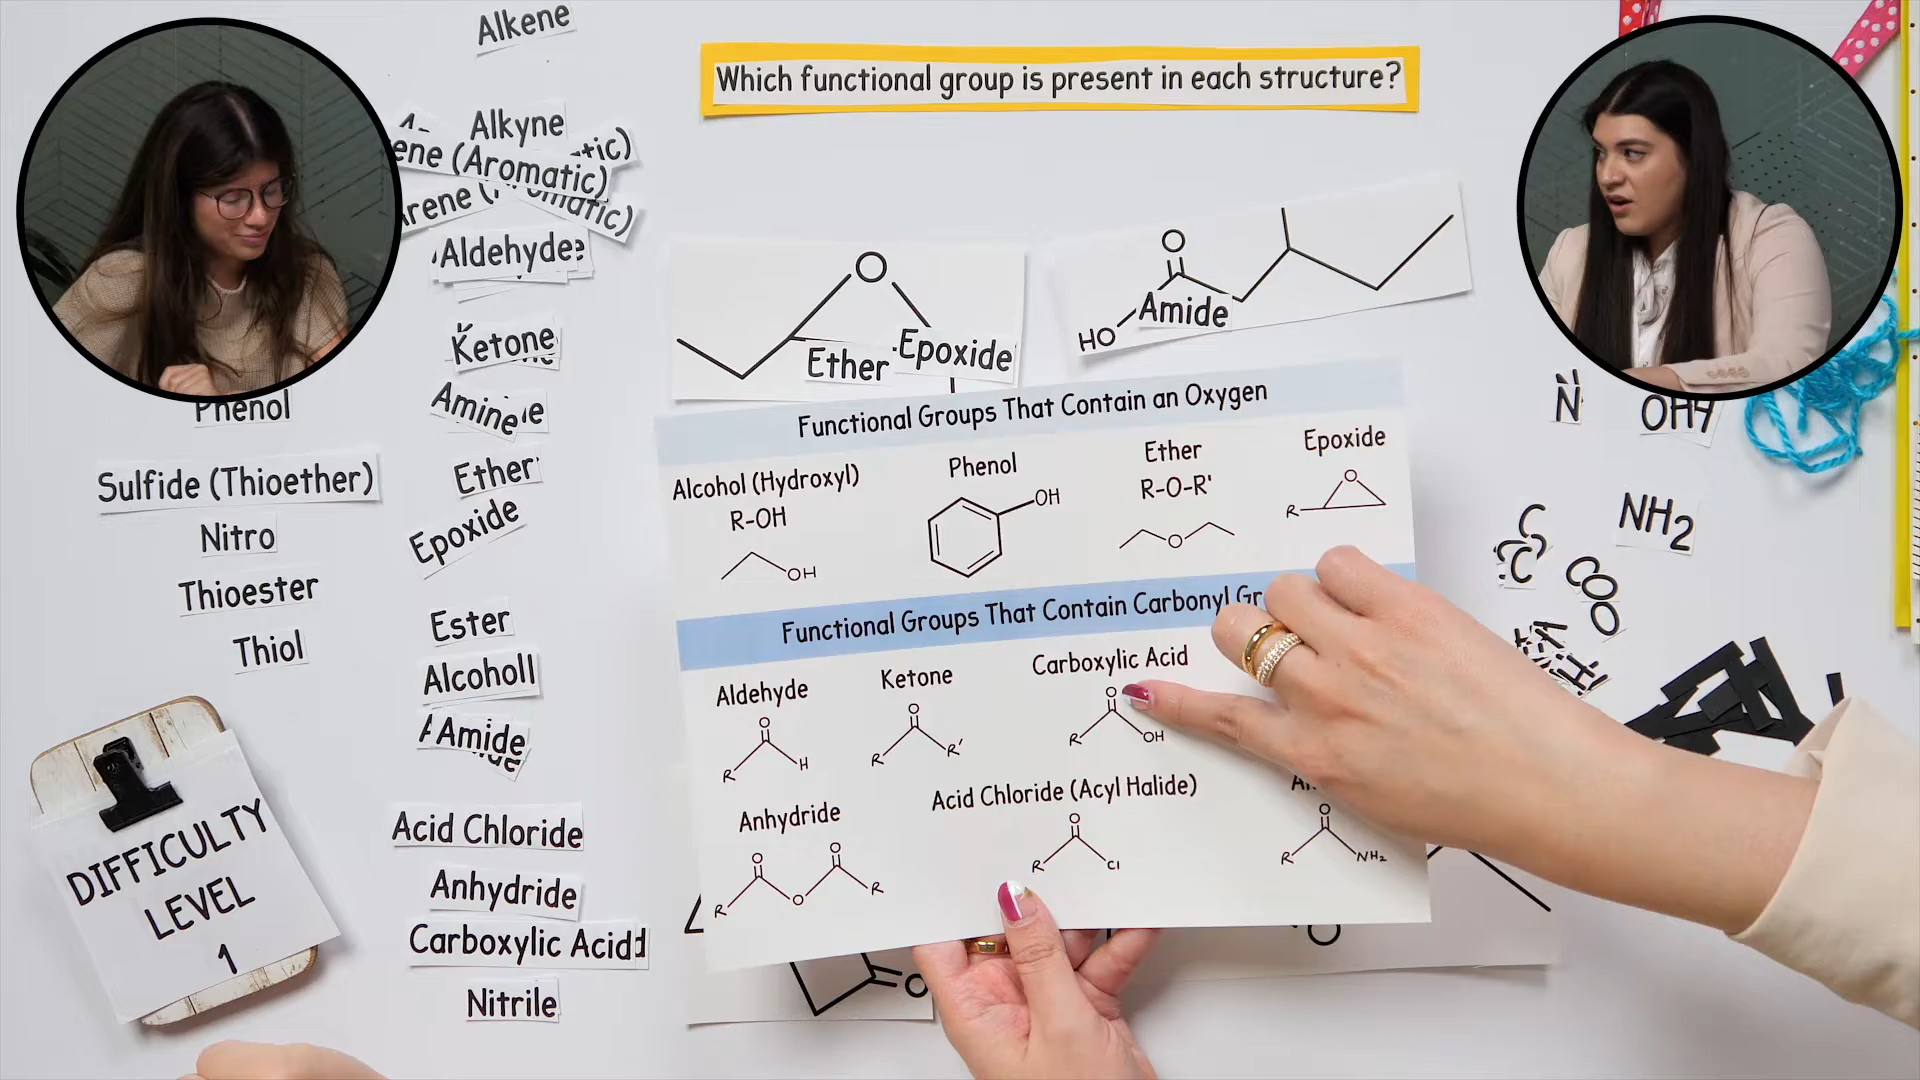 Alkene
Which functional group is present in each structure?
Alkyne
ene (Aromatic)
Aldehyde
Ketone
Amine
Phenol
Sulfide (Thioether)
Ether
Nitro
Epoxide
Thioester
Ester
Thiol
Alcohol
Amide
Acid Chloride
Anhydride
Carboxylic Acid
Nitrile
DIFFICULTY
LEVEL
1
O
Ether
Epoxide
O
HO
Amide
Functional Groups That Contain an Oxygen
Alcohol (Hydroxyl)
R-OH
OH
Phenol
OH
Ether
R-O-R'
O
Epoxide
O
R
Functional Groups That Contain Carbonyl Gr
Aldehyde
O
R H
Ketone
O
R R'
Carboxylic Acid
O
R OH
Anhydride
O O
R O R
Acid Chloride (Acyl Halide)
O
R Cl
O
R NH2
O
N
OH
NH2
C
C
O
O
O
H